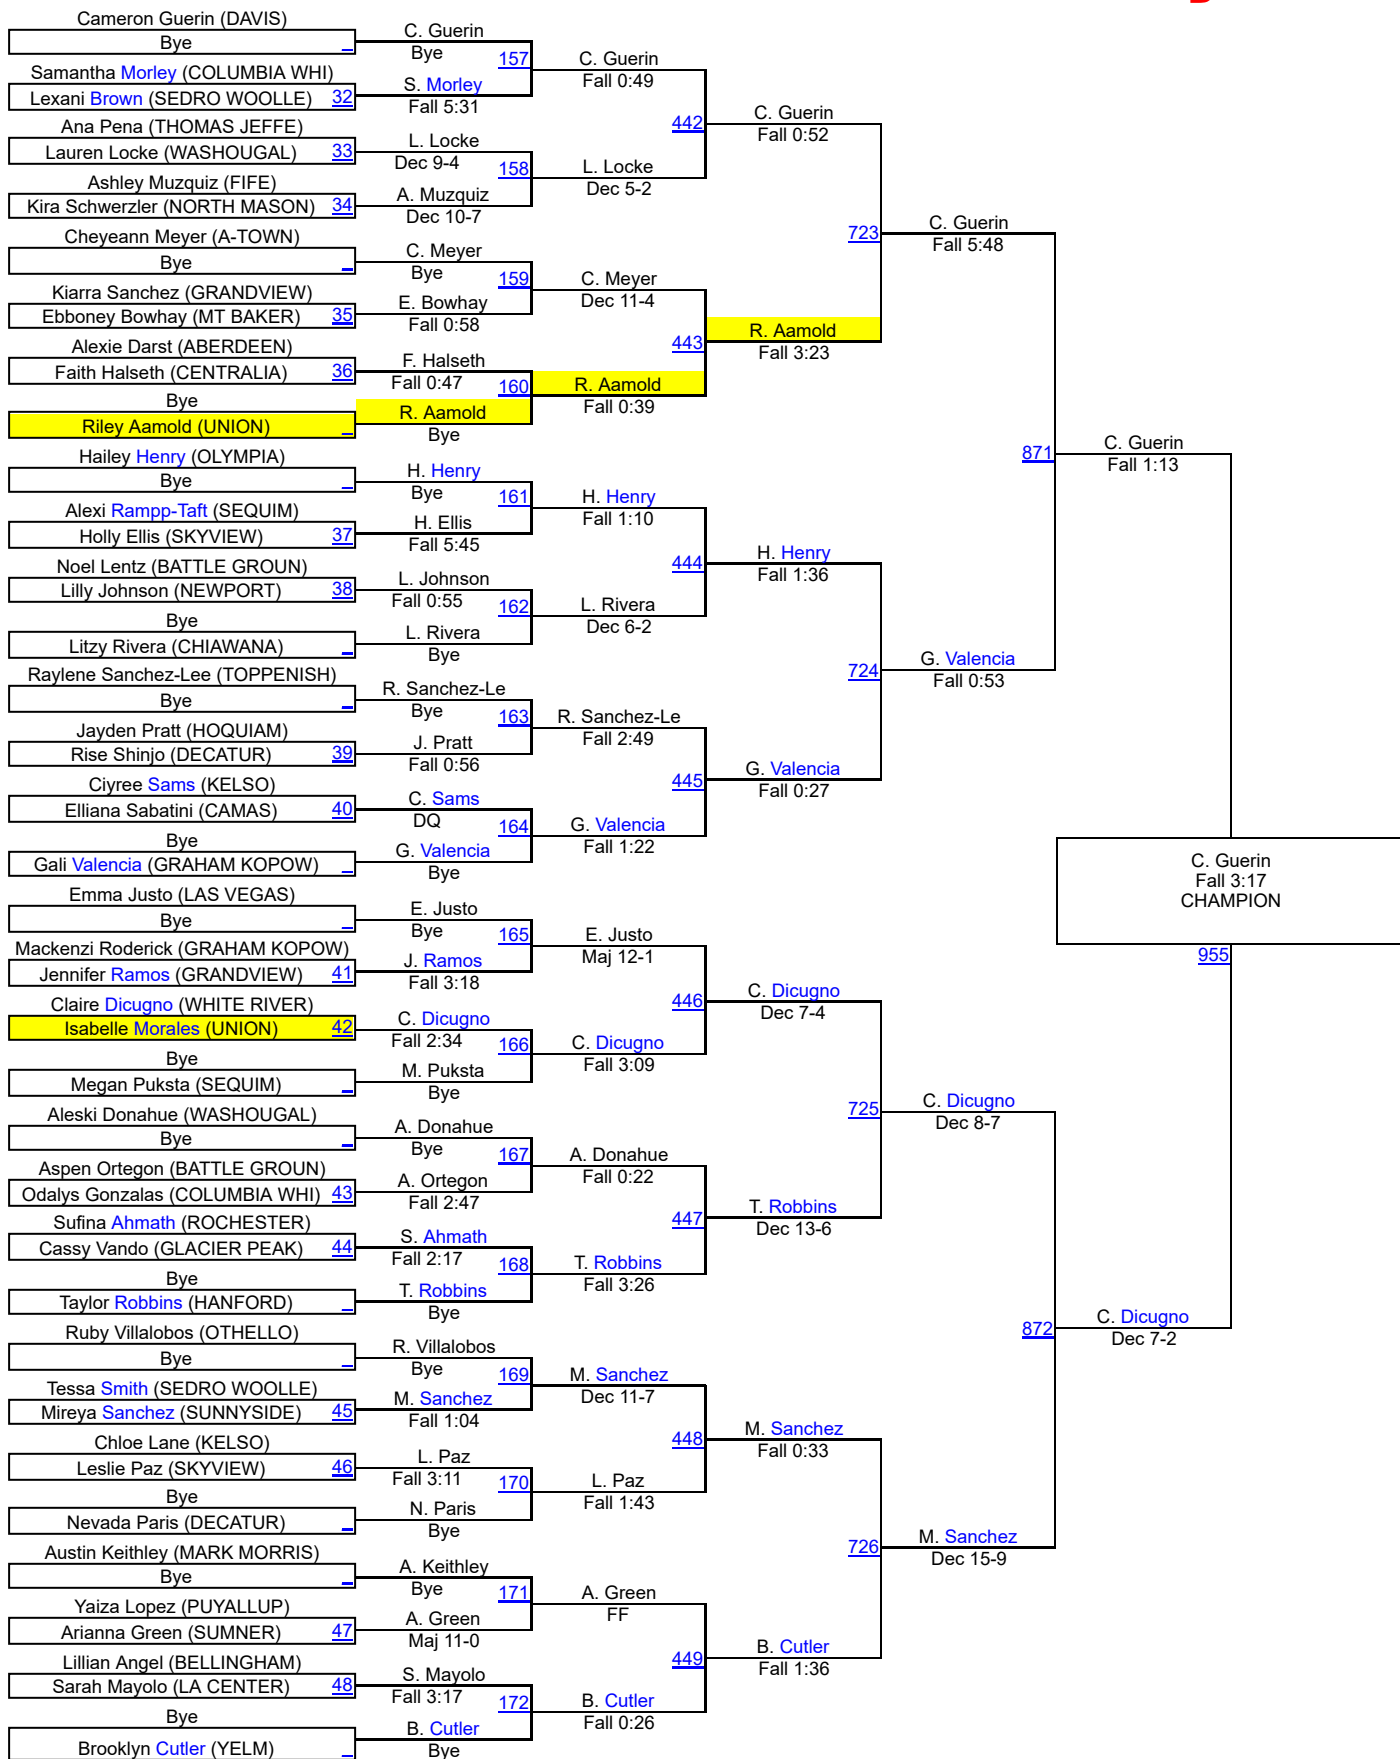 Cameron Guerin (DAVIS)
Bye
C. Guerin
Bye
157
C. Guerin
Fall 0:49
Samantha Morley (COLUMBIA WHI)
Lexani Brown (SEDRO WOOLLE) 32
S. Morley
Fall 5:31
442
C. Guerin
Fall 0:52
Ana Pena (THOMAS JEFFE)
Lauren Locke (WASHOUGAL) 33
L. Locke
Dec 9-4
158
L. Locke
Dec 5-2
Ashley Muzquiz (FIFE)
Kira Schwerzler (NORTH MASON) 34
A. Muzquiz
Dec 10-7
723
C. Guerin
Fall 5:48
Cheyeann Meyer (A-TOWN)
Bye
C. Meyer
Bye
159
C. Meyer
Dec 11-4
Kiarra Sanchez (GRANDVIEW)
Ebboney Bowhay (MT BAKER) 35
E. Bowhay
Fall 0:58
443
R. Aamold
Fall 3:23
Alexie Darst (ABERDEEN)
Faith Halseth (CENTRALIA) 36
F. Halseth
Fall 0:47
160
R. Aamold
Fall 0:39
Bye
Riley Aamold (UNION)
R. Aamold
Bye
871
C. Guerin
Fall 1:13
Hailey Henry (OLYMPIA)
Bye
H. Henry
Bye
161
H. Henry
Fall 1:10
Alexi Rampp-Taft (SEQUIM)
Holly Ellis (SKYVIEW) 37
H. Ellis
Fall 5:45
444
H. Henry
Fall 1:36
Noel Lentz (BATTLE GROUN)
Lilly Johnson (NEWPORT) 38
L. Johnson
Fall 0:55
162
L. Rivera
Dec 6-2
Bye
Litzy Rivera (CHIAWANA)
L. Rivera
Bye
724
G. Valencia
Fall 0:53
Raylene Sanchez-Lee (TOPPENISH)
Bye
R. Sanchez-Le
Bye
163
R. Sanchez-Le
Fall 2:49
Jayden Pratt (HOQUIAM)
Rise Shinjo (DECATUR) 39
J. Pratt
Fall 0:56
445
G. Valencia
Fall 0:27
Ciyree Sams (KELSO)
Elliana Sabatini (CAMAS) 40
C. Sams
DQ
164
G. Valencia
Fall 1:22
Bye
Gali Valencia (GRAHAM KOPOW)
G. Valencia
Bye
C. Guerin
Fall 3:17
CHAMPION
955
Emma Justo (LAS VEGAS)
Bye
E. Justo
Bye
165
E. Justo
Maj 12-1
Mackenzi Roderick (GRAHAM KOPOW)
Jennifer Ramos (GRANDVIEW) 41
J. Ramos
Fall 3:18
446
C. Dicugno
Dec 7-4
Claire Dicugno (WHITE RIVER)
Isabelle Morales (UNION) 42
C. Dicugno
Fall 2:34
166
C. Dicugno
Fall 3:09
Bye
Megan Puksta (SEQUIM)
M. Puksta
Bye
725
C. Dicugno
Dec 8-7
Aleski Donahue (WASHOUGAL)
Bye
A. Donahue
Bye
167
A. Donahue
Fall 0:22
Aspen Ortegon (BATTLE GROUN)
Odalys Gonzalas (COLUMBIA WHI) 43
A. Ortegon
Fall 2:47
447
T. Robbins
Dec 13-6
Sufina Ahmath (ROCHESTER)
Cassy Vando (GLACIER PEAK) 44
S. Ahmath
Fall 2:17
168
T. Robbins
Fall 3:26
Bye
Taylor Robbins (HANFORD)
T. Robbins
Bye
872
C. Dicugno
Dec 7-2
Ruby Villalobos (OTHELLO)
Bye
R. Villalobos
Bye
169
M. Sanchez
Dec 11-7
Tessa Smith (SEDRO WOOLLE)
Mireya Sanchez (SUNNYSIDE) 45
M. Sanchez
Fall 1:04
448
M. Sanchez
Fall 0:33
Chloe Lane (KELSO)
Leslie Paz (SKYVIEW) 46
L. Paz
Fall 3:11
170
L. Paz
Fall 1:43
Bye
Nevada Paris (DECATUR)
N. Paris
Bye
726
M. Sanchez
Dec 15-9
Austin Keithley (MARK MORRIS)
Bye
A. Keithley
Bye
171
A. Green
FF
Yaiza Lopez (PUYALLUP)
Arianna Green (SUMNER) 47
A. Green
Maj 11-0
449
B. Cutler
Fall 1:36
Lillian Angel (BELLINGHAM)
Sarah Mayolo (LA CENTER) 48
S. Mayolo
Fall 3:17
172
B. Cutler
Fall 0:26
Bye
Brooklyn Cutler (YELM)
B. Cutler
Bye